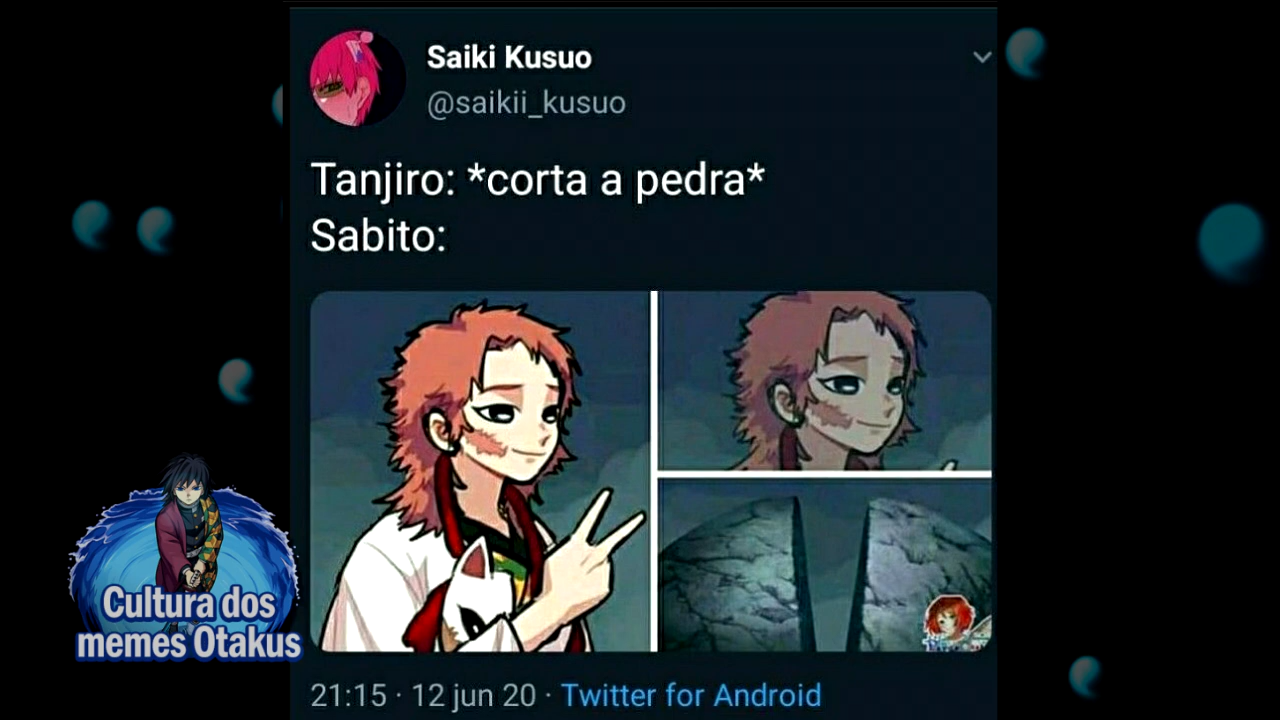 Saiki Kusuo
@saikii_kusuo
Tanjiro: *corta a pedra*
Sabito:
Cultura dos
memes Otakus
21:15 · 12 jun 20 · Twitter for Android